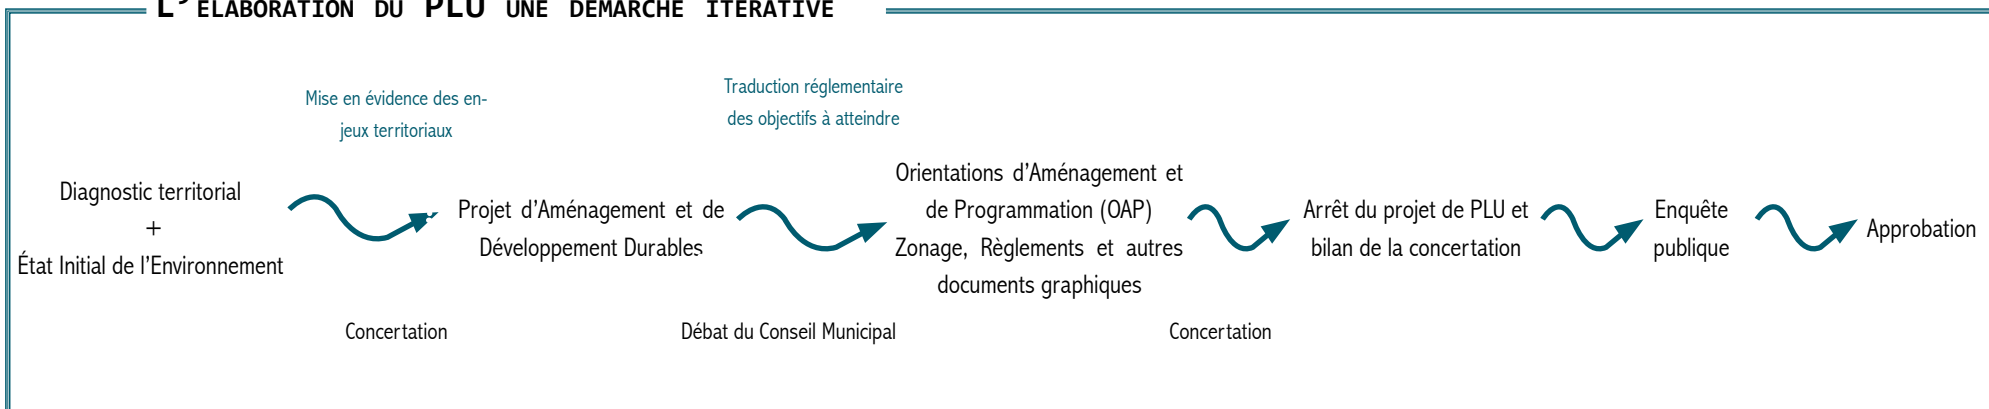 L'ELABORATION DU PLU UNE DEMARCHE ITERATIVE
Mise en évidence des en-
jeux territoriaux
Traduction réglementaire
des objectifs à atteindre
Diagnostic territorial
+
État Initial de l'Environnement
Projet d'Aménagement et de
Développement Durables
Orientations d'Aménagement et
de Programmation (OAP)
Zonage, Règlements et autres
documents graphiques
Arrêt du projet de PLU et
bilan de la concertation
Enquête
publique
Approbation
Concertation
Débat du Conseil Municipal
Concertation